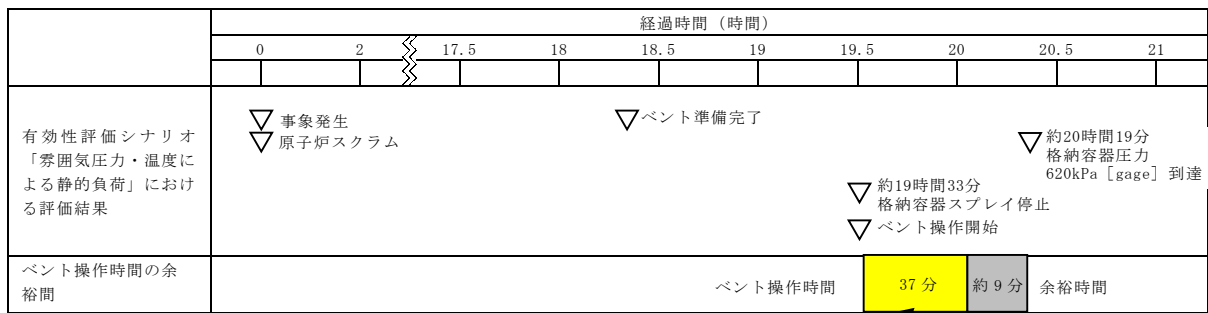 経過時間 (時間)
0 2 17.5 18 18.5 19 19.5 20 20.5 21
有効性評価シナリオ
「雰囲気圧力・温度に
よる静的負荷」におけ
る評価結果
事象発生
原子炉スクラム
ベント準備完了
約19時間33分
格納容器スプレイ停止
ベント操作開始
約20時間19分
格納容器圧力
620kPa [gage] 到達
ベント操作時間の余
裕間
ベント操作時間
37 分
約 9 分
余裕時間